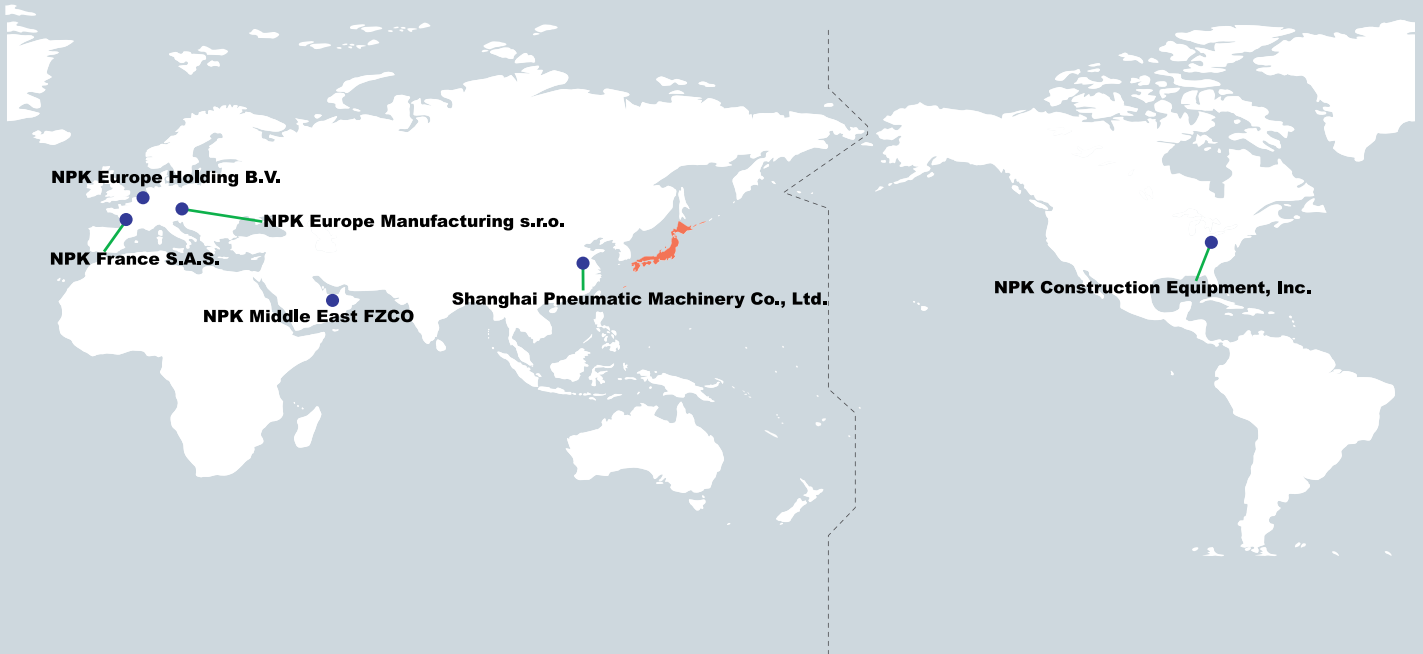 NPK Europe Holding B.V.
NPK Europe Manufacturing s.r.o.
NPK France S.A.S.
NPK Middle East FZCO
Shanghai Pneumatic Machinery Co., Ltd.
NPK Construction Equipment, Inc.